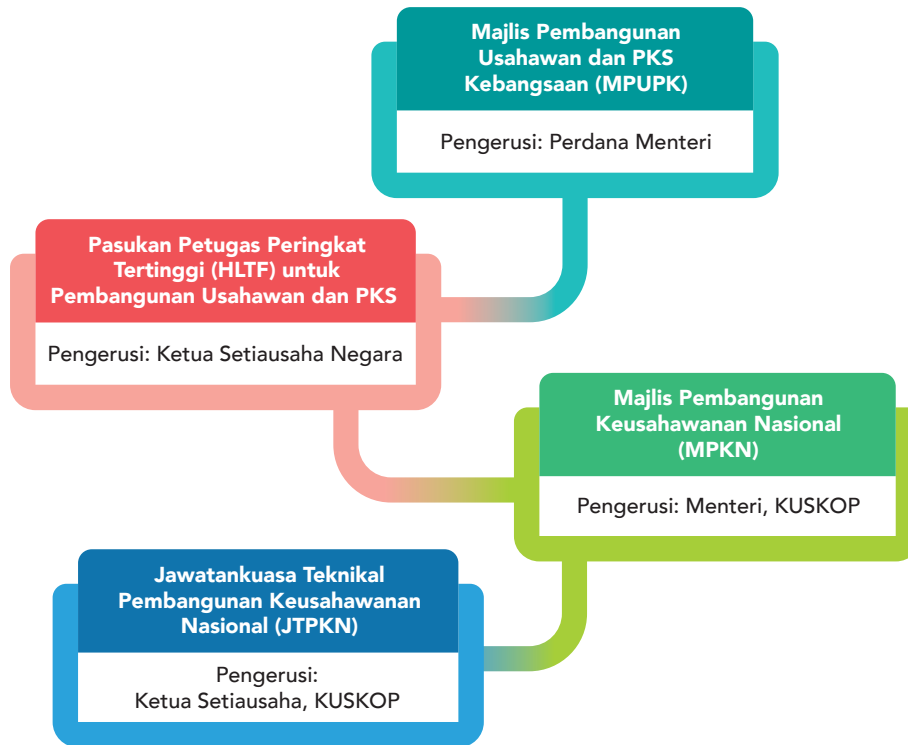 Majlis Pembangunan
Usahawan dan PKS
Kebangsaan (MPUPK)
Pengerusi: Perdana Menteri
Pasukan Petugas Peringkat
Tertinggi (HLTF) untuk
Pembangunan Usahawan dan PKS
Pengerusi: Ketua Setiausaha Negara
Majlis Pembangunan
Keusahawanan Nasional
(MPKN)
Pengerusi: Menteri, KUSKOP
Jawatankuasa Teknikal
Pembangunan Keusahawanan
Nasional (JTPKN)
Pengerusi:
Ketua Setiausaha, KUSKOP